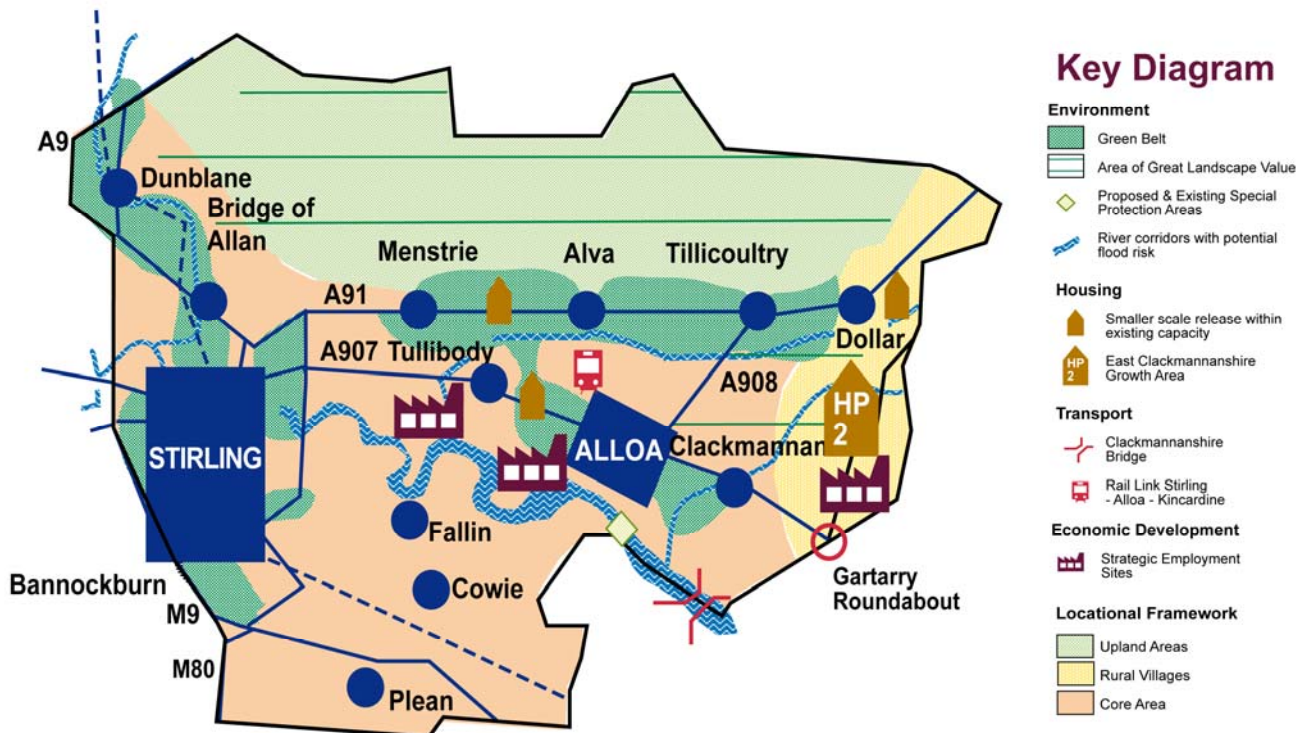 A9
Dunblane
Bridge of
Allan
Menstrie
Alva
Tillicoultry
A91
A907
Tullibody
Dollar
A908
HP
2
STIRLING
ALLOA
Clackmannan
Fallin
Cowie
Bannockburn
M9
M80
Plean
Gartarry
Roundabout
Key Diagram
Environment
Green Belt
Area of Great Landscape Value
Proposed & Existing Special
Protection Areas
River corridors with potential
flood risk
Housing
Smaller scale release within
existing capacity
HP
2
East Clackmannanshire
Growth Area
Transport
Clackmannanshire
Bridge
Rail Link Stirling
- Alloa - Kincardine
Economic Development
Strategic Employment
Sites
Locational Framework
Upland Areas
Rural Villages
Core Area